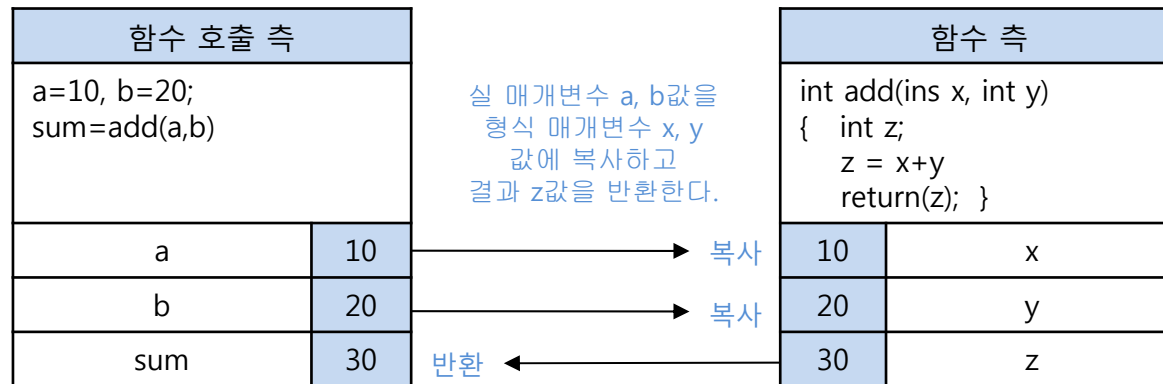 함수 호출 측
a=10, b=20;
sum=add(a,b)
실 매개변수 a, b값을
형식 매개변수 x, y
값에 복사하고
결과 z값을 반환한다.
함수 측
int add(ins x, int y)
{ int z;
z = x+y
return(z); }
a 10 복사 10 x
b 20 복사 20 y
sum 30 반환 30 z